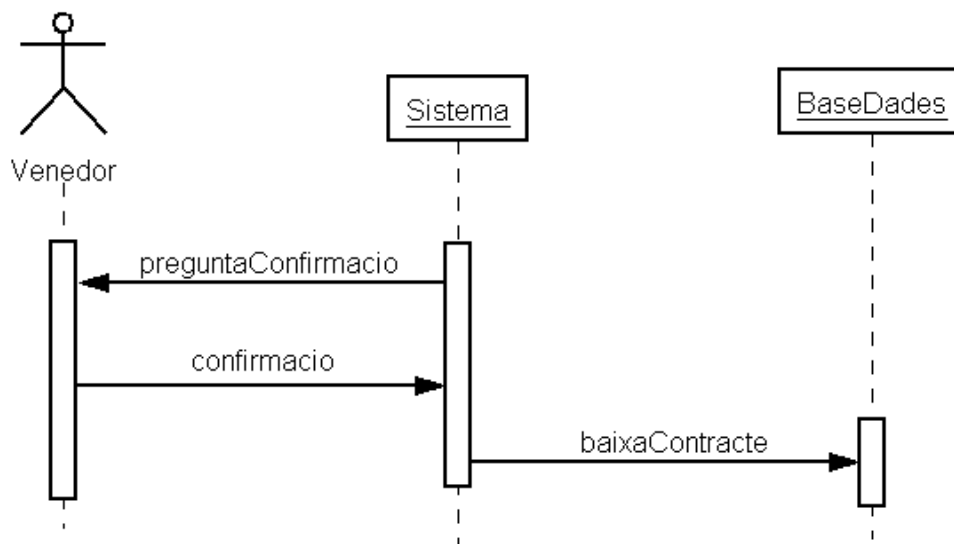 Venedor
Sistema
BaseDades
preguntaConfirmacio
confirmacio
baixaContracte